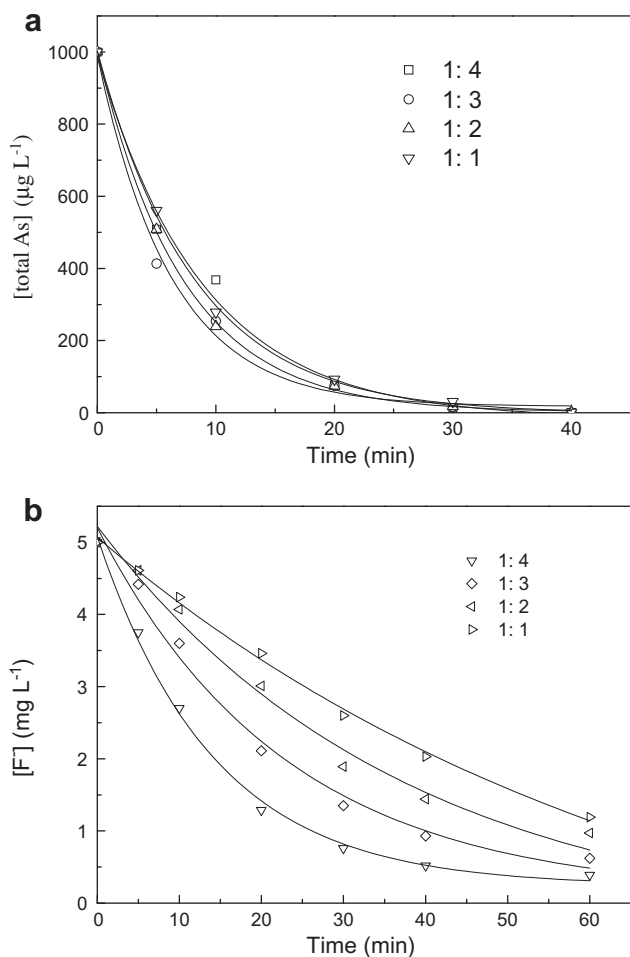 a
1000
800
600
400
200
0
[total As] (µg L-1)
1: 4
1: 3
1: 2
1: 1
0 10 20 30 40
Time (min)
b
5
4
3
2
1
0
[F-] (mg L-1)
1: 4
1: 3
1: 2
1: 1
0 10 20 30 40 50 60
Time (min)